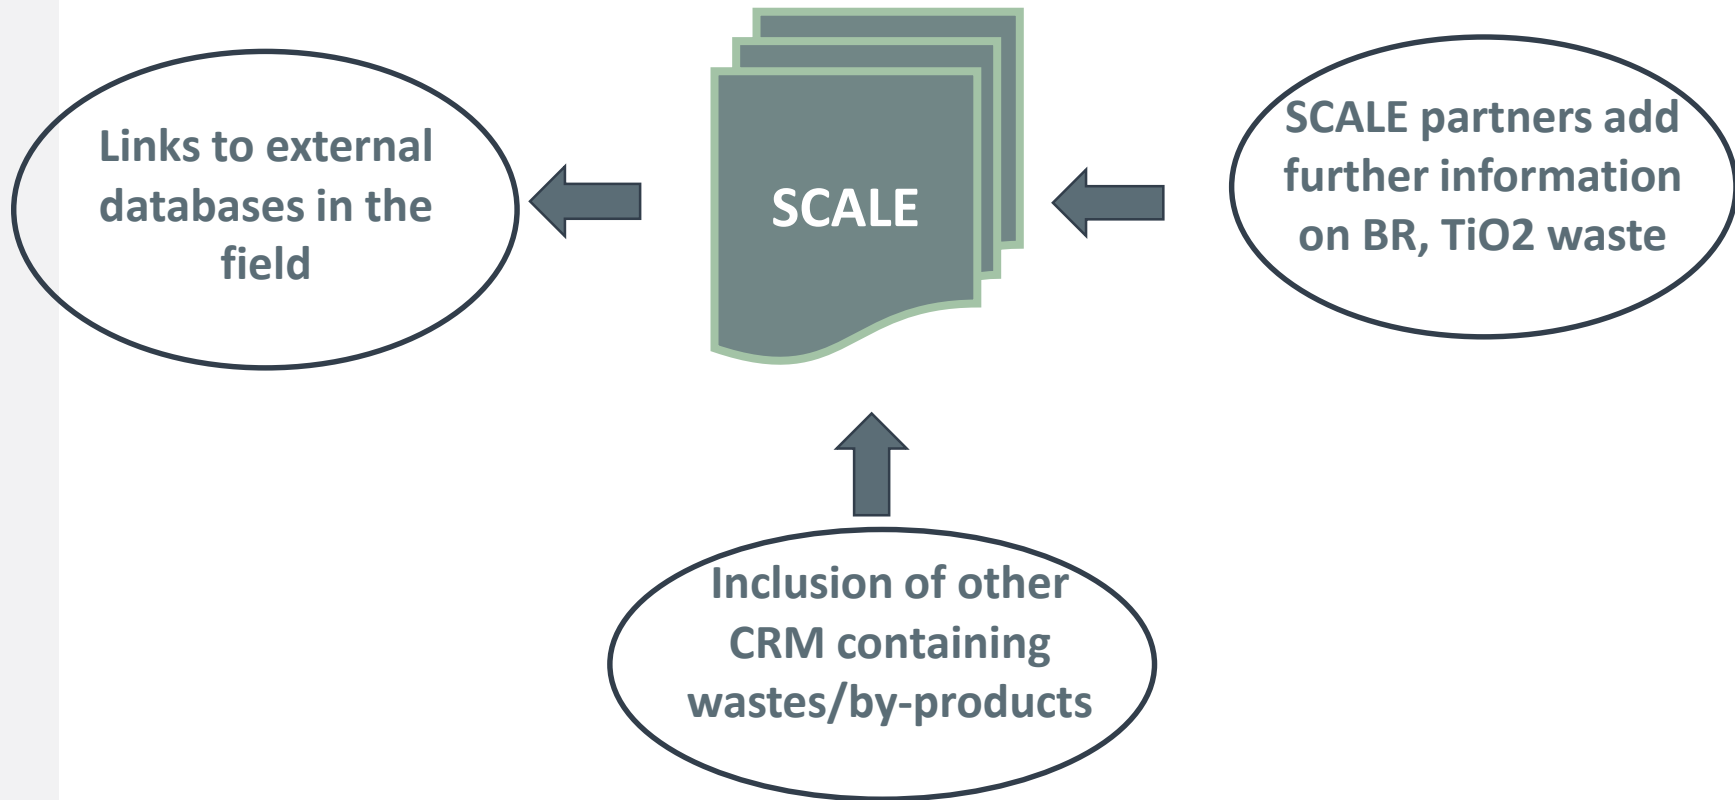 Links to external
databases in the
field
SCALE
SCALE partners add
further information
on BR, TiO2 waste
Inclusion of other
CRM containing
wastes/by-products